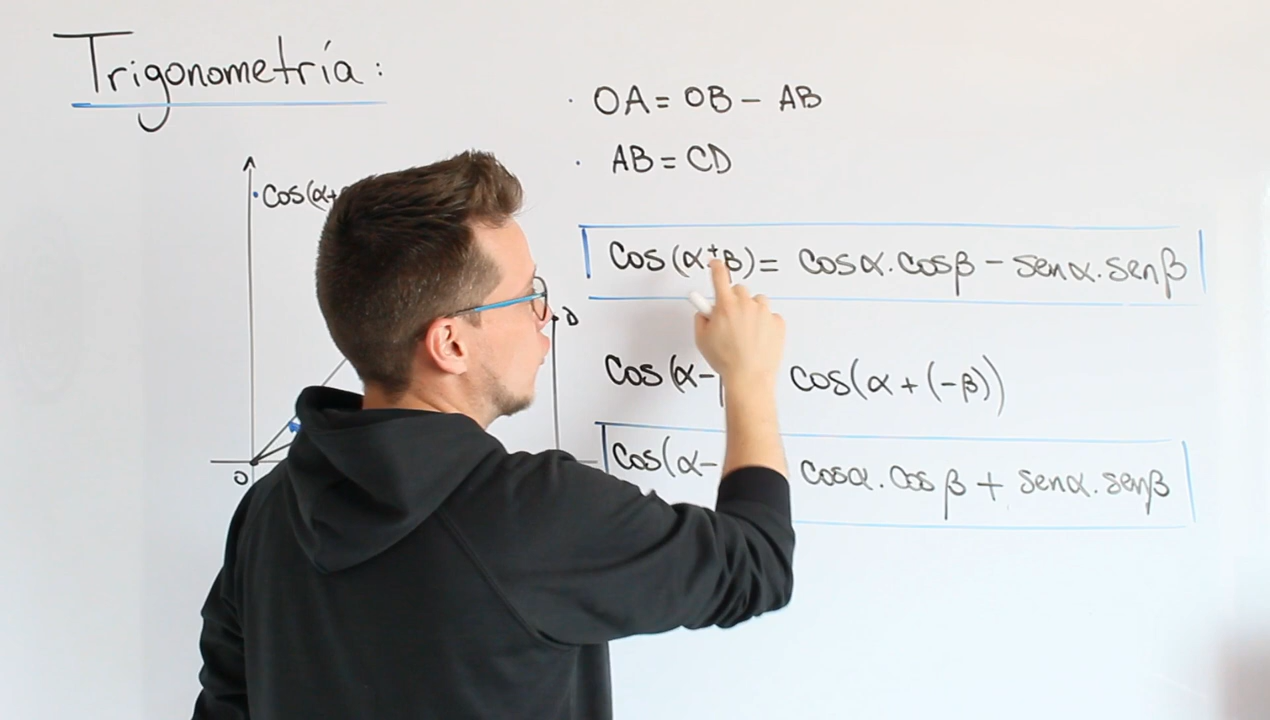 Trigonometría:
· OA = OB - AB
· AB = CD
Cos(α+
Cos(α+β) = Cosα.Cosβ - senα.senβ
D
Cos(α- Cos(α+(-β))
Cos(α- Cosα.Cosβ + senα.senβ
O